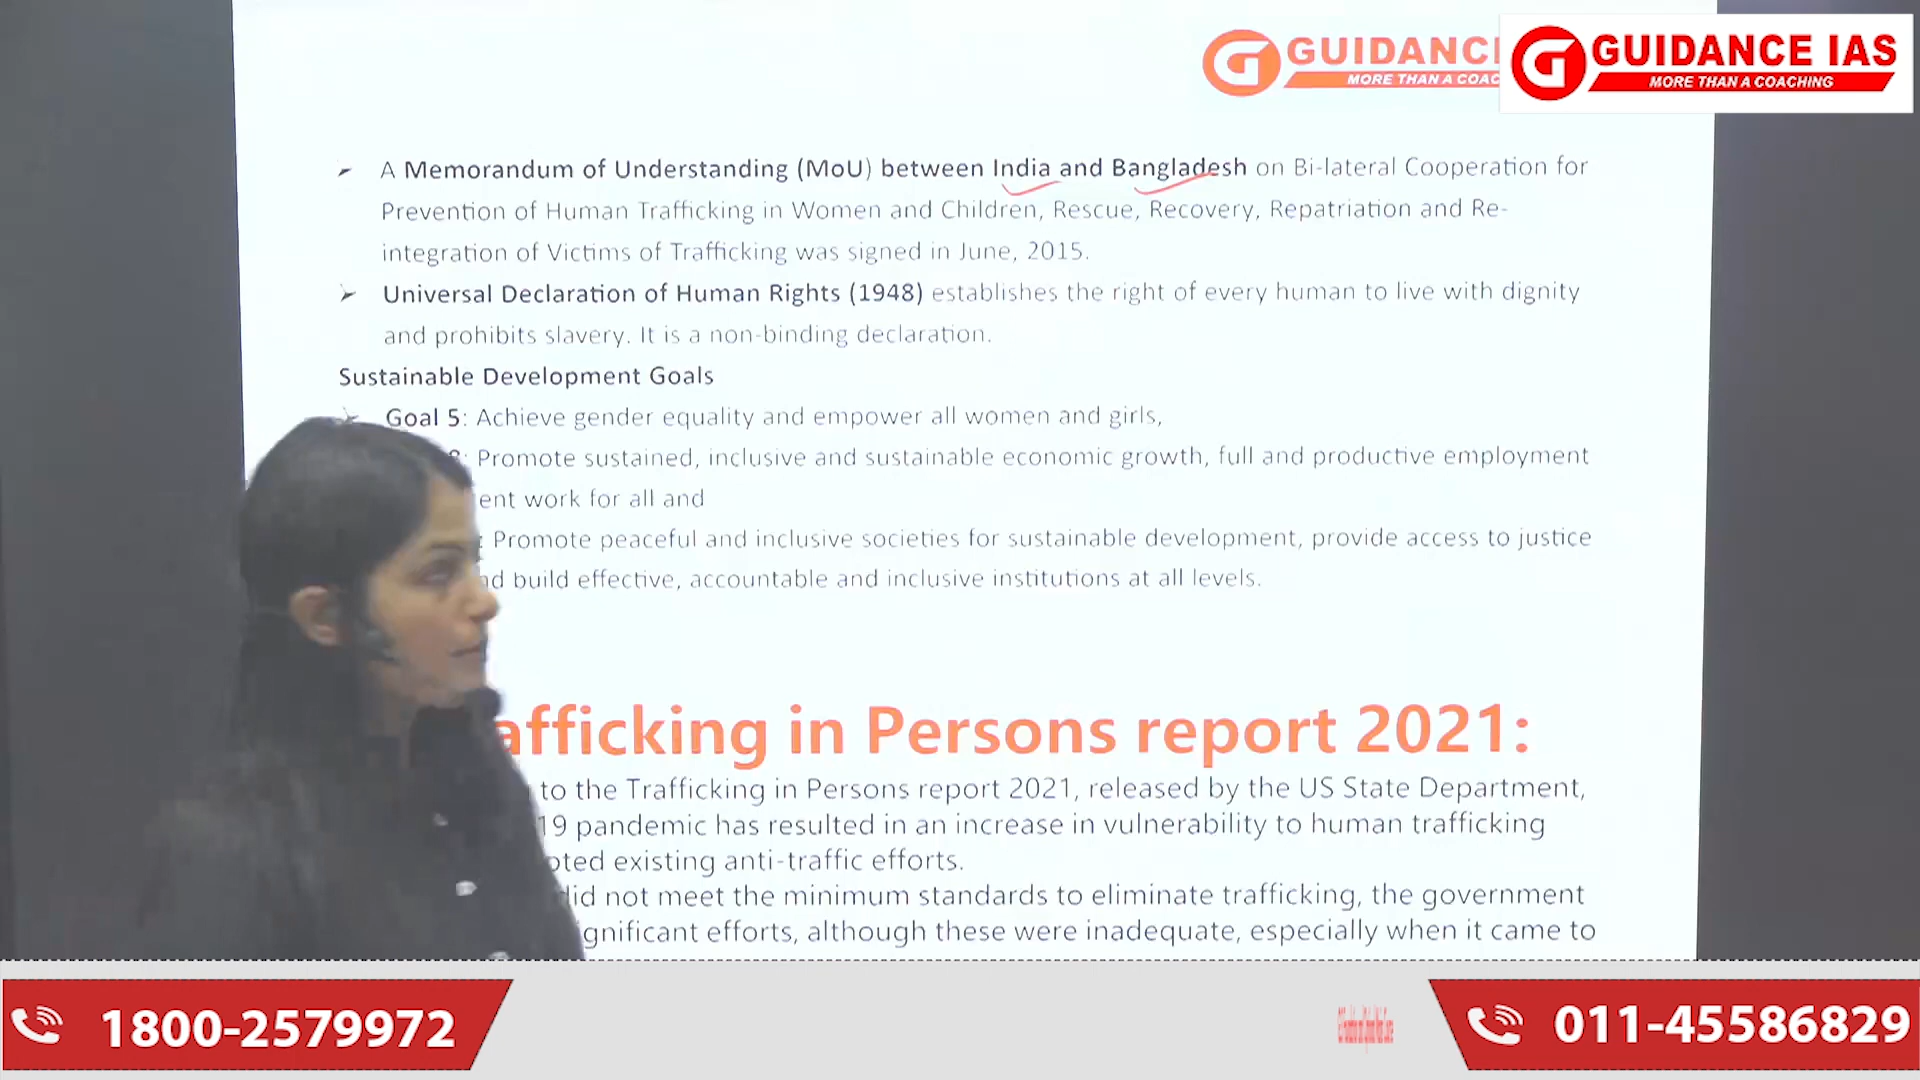 GUIDANC
MORE THAN A COAC
GUIDANCE IAS
MORE THAN A COACHING
A Memorandum of Understanding (MoU) between India and Bangladesh on Bi-lateral Cooperation for
Prevention of Human Trafficking in Women and Children, Rescue, Recovery, Repatriation and Re-
integration of Victims of Trafficking was signed in June, 2015.
Universal Declaration of Human Rights (1948) establishes the right of every human to live with dignity
and prohibits slavery. It is a non-binding declaration.
Sustainable Development Goals
Goal 5: Achieve gender equality and empower all women and girls,
: Promote sustained, inclusive and sustainable economic growth, full and productive employment
ent work for all and
: Promote peaceful and inclusive societies for sustainable development, provide access to justice
nd build effective, accountable and inclusive institutions at all levels.
afficking in Persons report 2021:
to the Trafficking in Persons report 2021, released by the US State Department,
19 pandemic has resulted in an increase in vulnerability to human trafficking
pted existing anti-traffic efforts.
did not meet the minimum standards to eliminate trafficking, the government
gnificant efforts, although these were inadequate, especially when it came to
1800-2579972
011-45586829